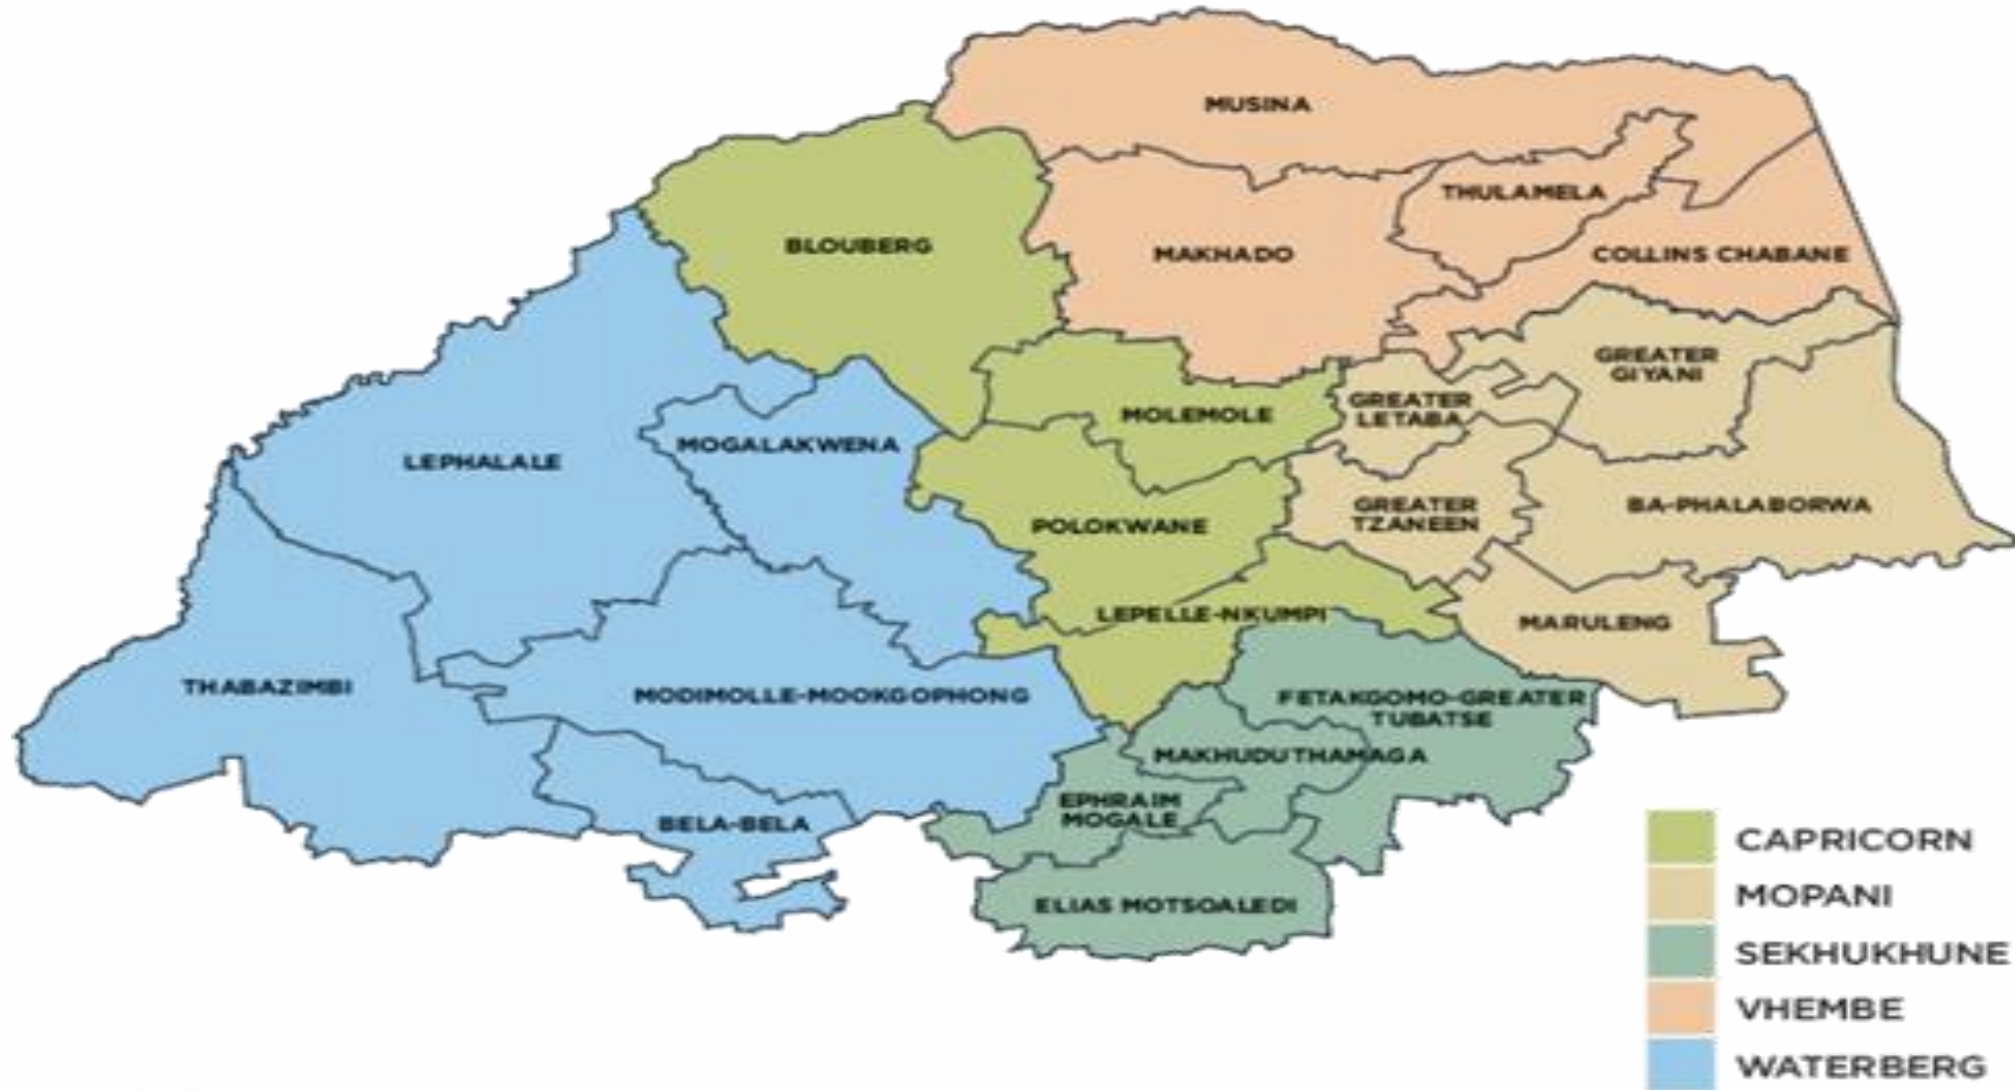 MUSINA
THULAMELA
BLOUBERG
MAKHADO
COLLINS CHABANE
GREATER
GIYANI
GREATER
LETABA
MOLEMOLE
MOGALAKWENA
LEPHALALE
GREATER
TZANEEN
BA-PHALABORWA
POLOKWANE
LEPELLE-NKUMPI
MARULENG
THABAZIMBI
MODIMOLLE-MOOKGOPHONG
FETAKGOMO-GREATER
TUBATSE
MAKHUDUTHAMAGA
EPHRAIM
MOGALE
BELA-BELA
ELIAS MOTSOALEDI
CAPRICORN
MOPANI
SEKHUKHUNE
VHEMBE
WATERBERG